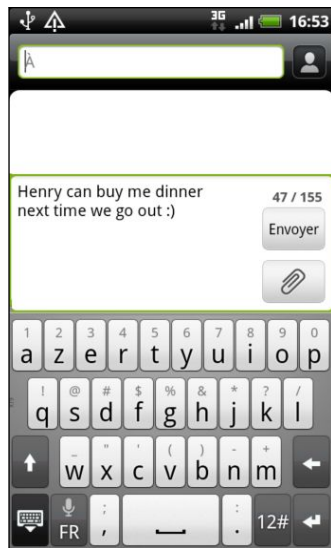 3G 16:53
À
Henry can buy me dinner
next time we go out :)
47 / 155
Envoyer
1 2 3 4 5 6 7 8 9 0
a z e r t y u i o p
! @ # $ % & * ? /
q s d f g h j k l
_ " ' ( ) - +
w x c v b n m
FR ; , : . 12#